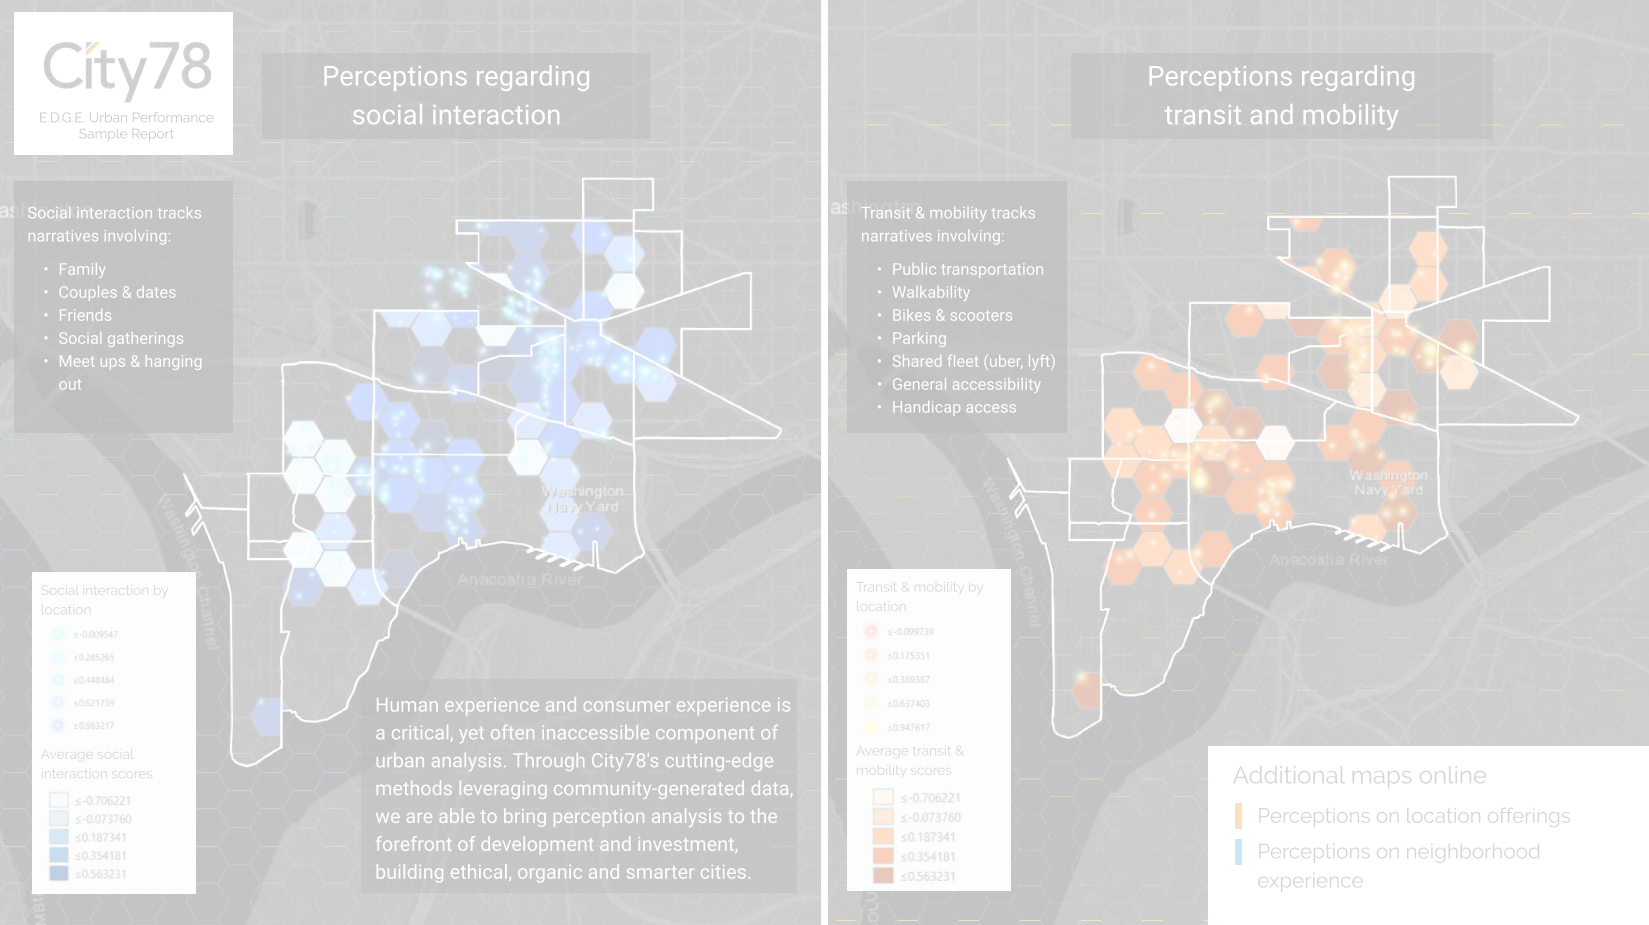 City78
E.D.G.E. Urban Performance
Sample Report
Perceptions regarding
social interaction
Social interaction tracks
narratives involving:
• Family
• Couples & dates
• Friends
• Social gatherings
• Meet ups & hanging
out
Washington
Navy Yard
Anacostia River
Washington Channel
Social interaction by
location
≤-0.009547
≤0.285265
≤0.448484
≤0.621759
≤0.983217
Average social
interaction scores
≤-0.706221
≤-0.073760
≤0.187341
≤0.354181
≤0.563231
Human experience and consumer experience is
a critical, yet often inaccessible component of
urban analysis. Through City78's cutting-edge
methods leveraging community-generated data,
we are able to bring perception analysis to the
forefront of development and investment,
building ethical, organic and smarter cities.
Perceptions regarding
transit and mobility
Transit & mobility tracks
narratives involving:
• Public transportation
• Walkability
• Bikes & scooters
• Parking
• Shared fleet (uber, lyft)
• General accessibility
• Handicap access
Washington
Navy Yard
Anacostia River
Washington Channel
Transit & mobility by
location
≤-0.099739
≤0.175351
≤0.369567
≤0.637403
≤0.947617
Average transit &
mobility scores
≤-0.706221
≤-0.073760
≤0.187341
≤0.354181
≤0.563231
Additional maps online
Perceptions on location offerings
Perceptions on neighborhood
experience